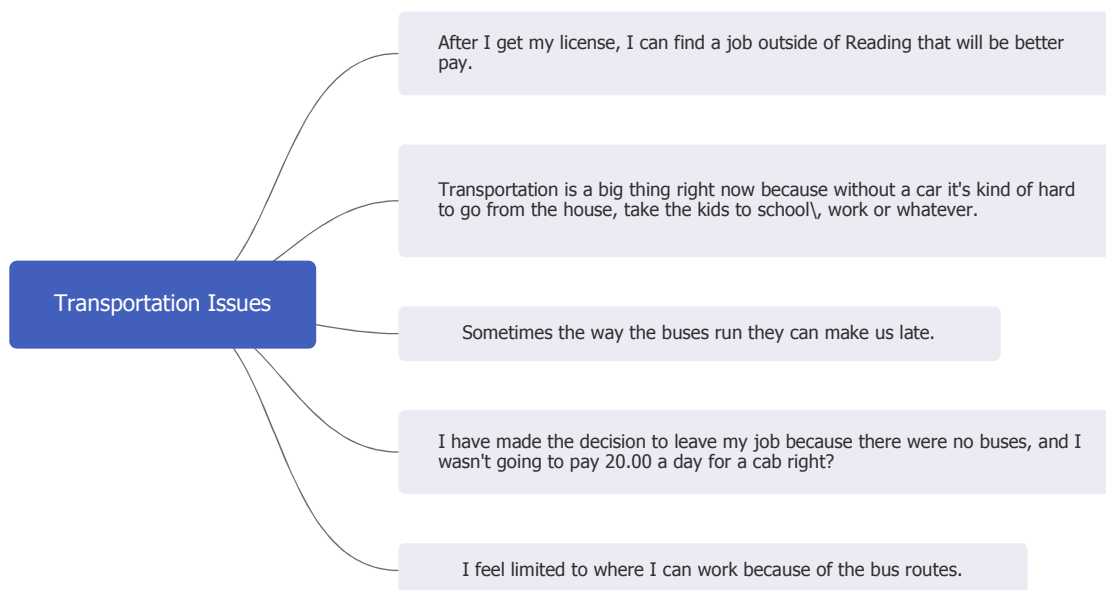 After I get my license, I can find a job outside of Reading that will be better
pay.
Transportation is a big thing right now because without a car it's kind of hard
to go from the house, take the kids to school\, work or whatever.
Transportation Issues
Sometimes the way the buses run they can make us late.
I have made the decision to leave my job because there were no buses, and I
wasn't going to pay 20.00 a day for a cab right?
I feel limited to where I can work because of the bus routes.